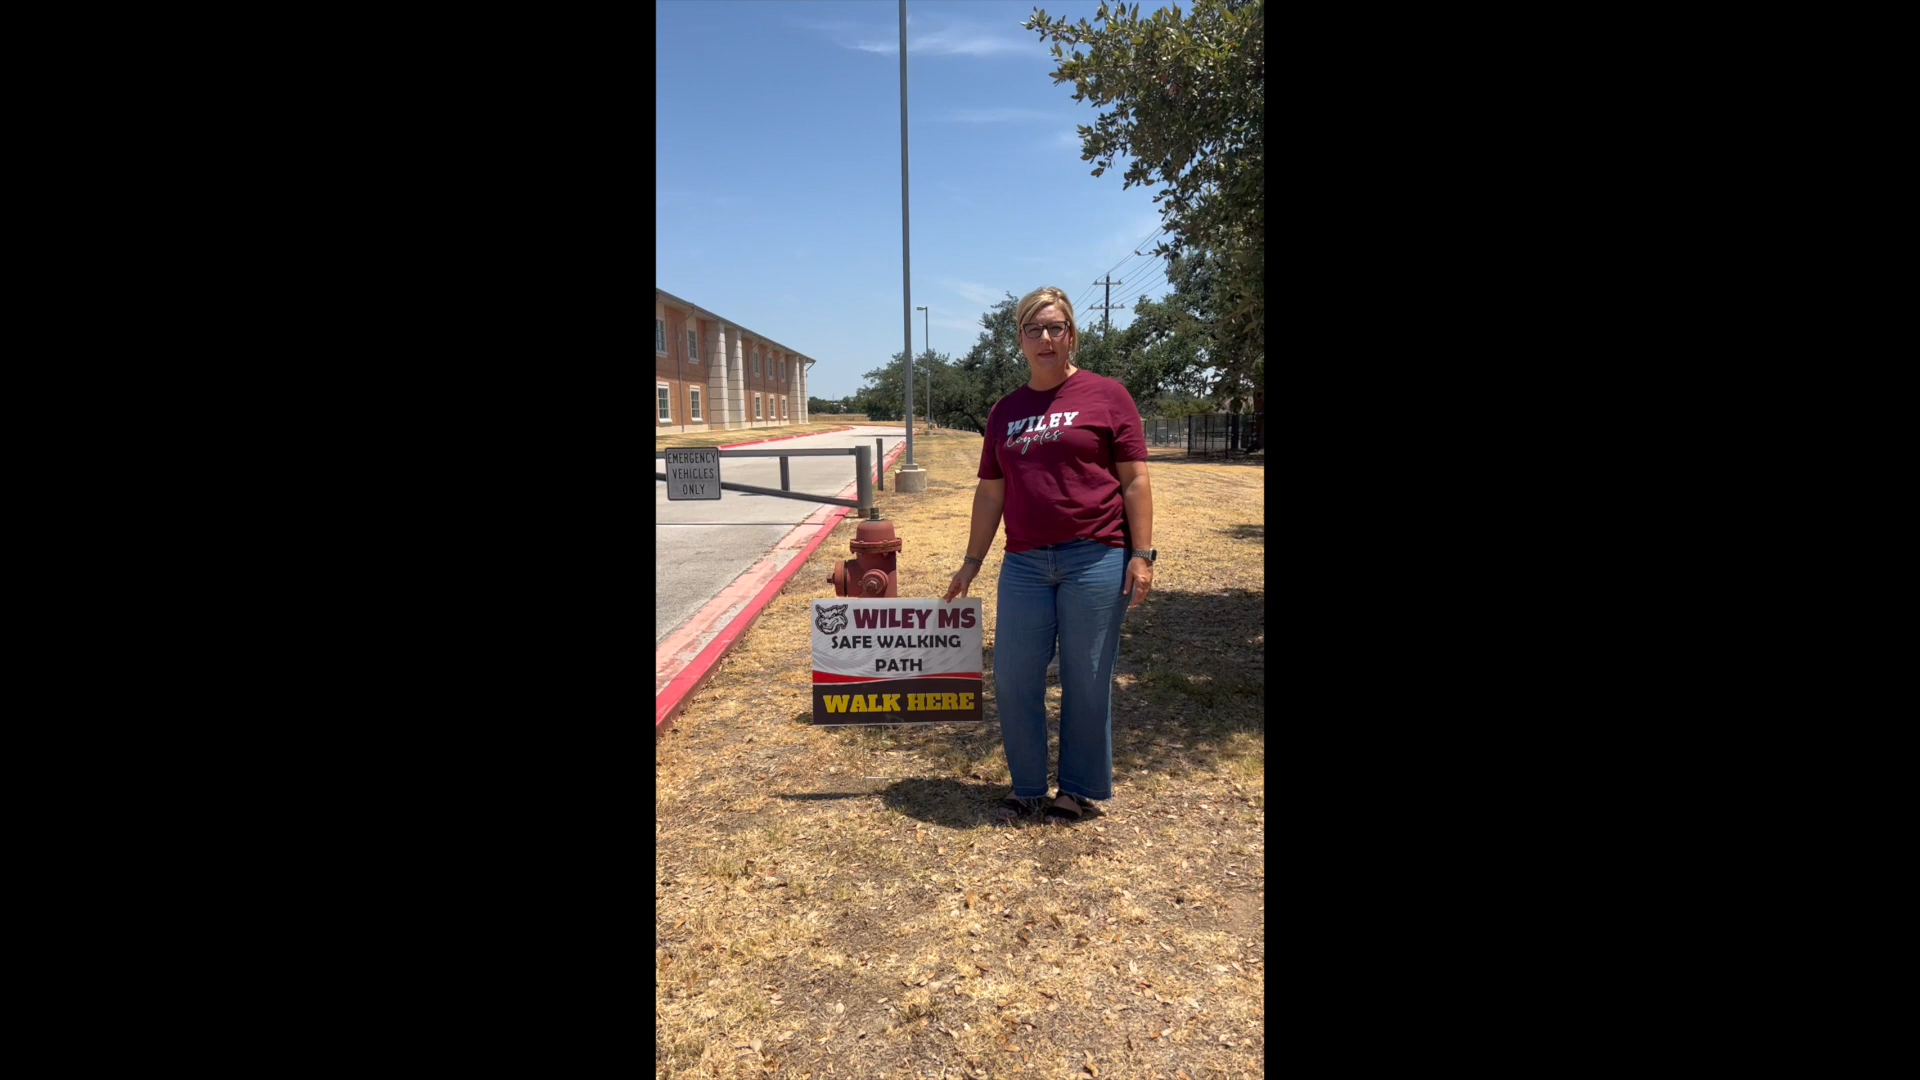 WILEY
Coyotes
EMERGENCY
VEHICLES
ONLY
WILEY MS
SAFE WALKING
PATH
WALK HERE